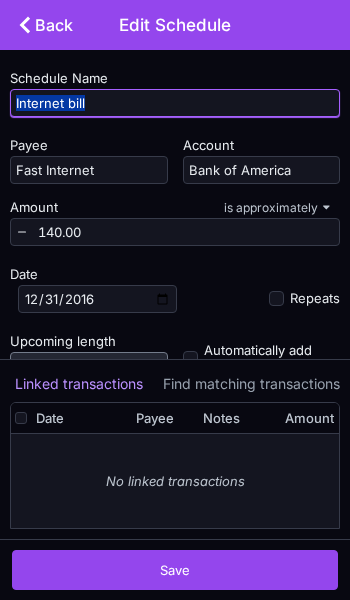 Back Edit Schedule
Schedule Name
Internet bill
Payee Account
Fast Internet Bank of America
Amount is approximately
− 140.00
Date
12/31/2016 Repeats
Upcoming length Automatically add
Linked transactions Find matching transactions
Date Payee Notes Amount
No linked transactions
Save